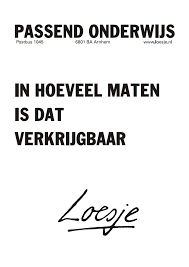 PASSEND ONDERWIJS
Postbus 1045 6801 BA Arnhem www.loesje.nl
IN HOEVEEL MATEN
IS DAT
VERKRIJGBAAR
Loesje